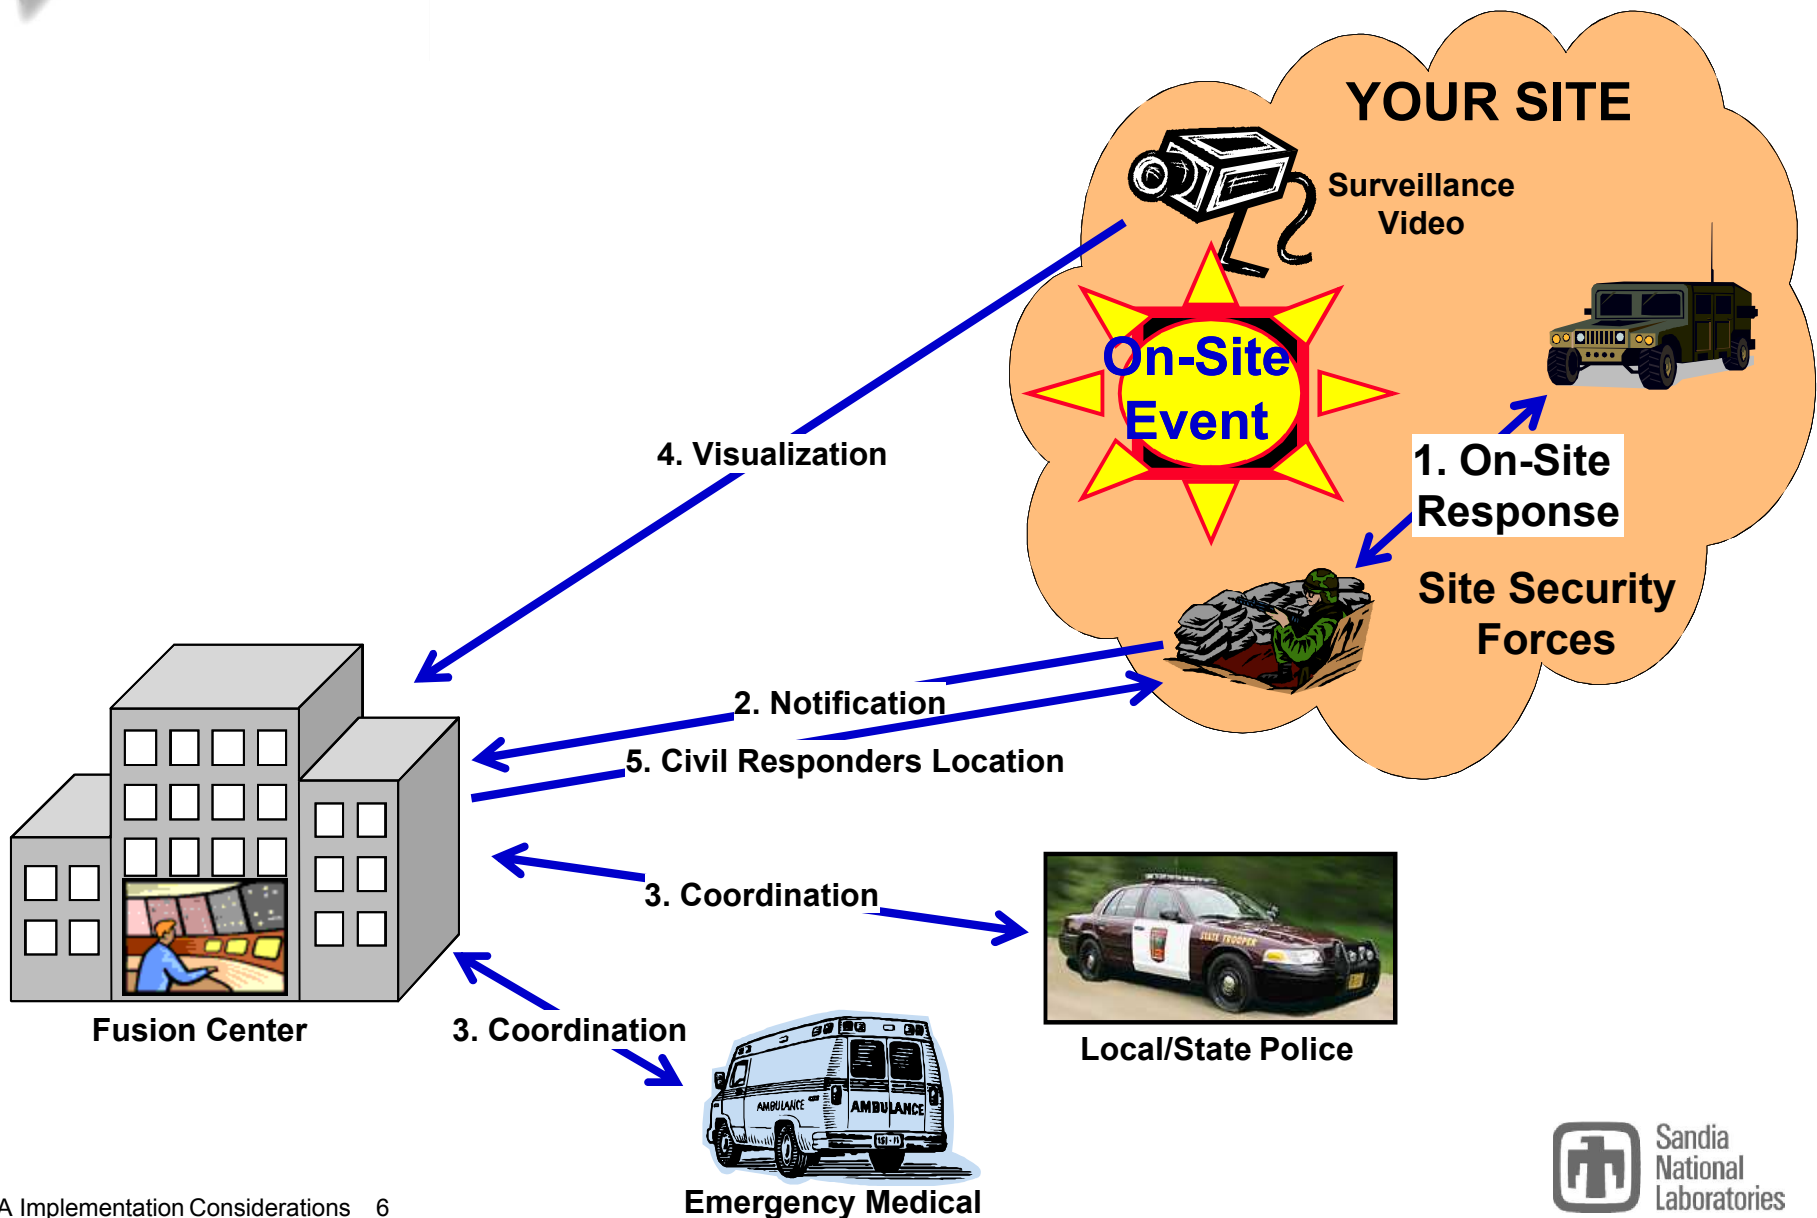 YOUR SITE
Surveillance
Video
On-Site
Event
4. Visualization
1. On-Site
Response
Site Security
Forces
2. Notification
5. Civil Responders Location
3. Coordination
STATE TROOPER
Fusion Center
3. Coordination
Local/State Police
AMBULANCE
AMBULANCE
Emergency Medical
Sandia
National
Laboratories
A Implementation Considerations 6